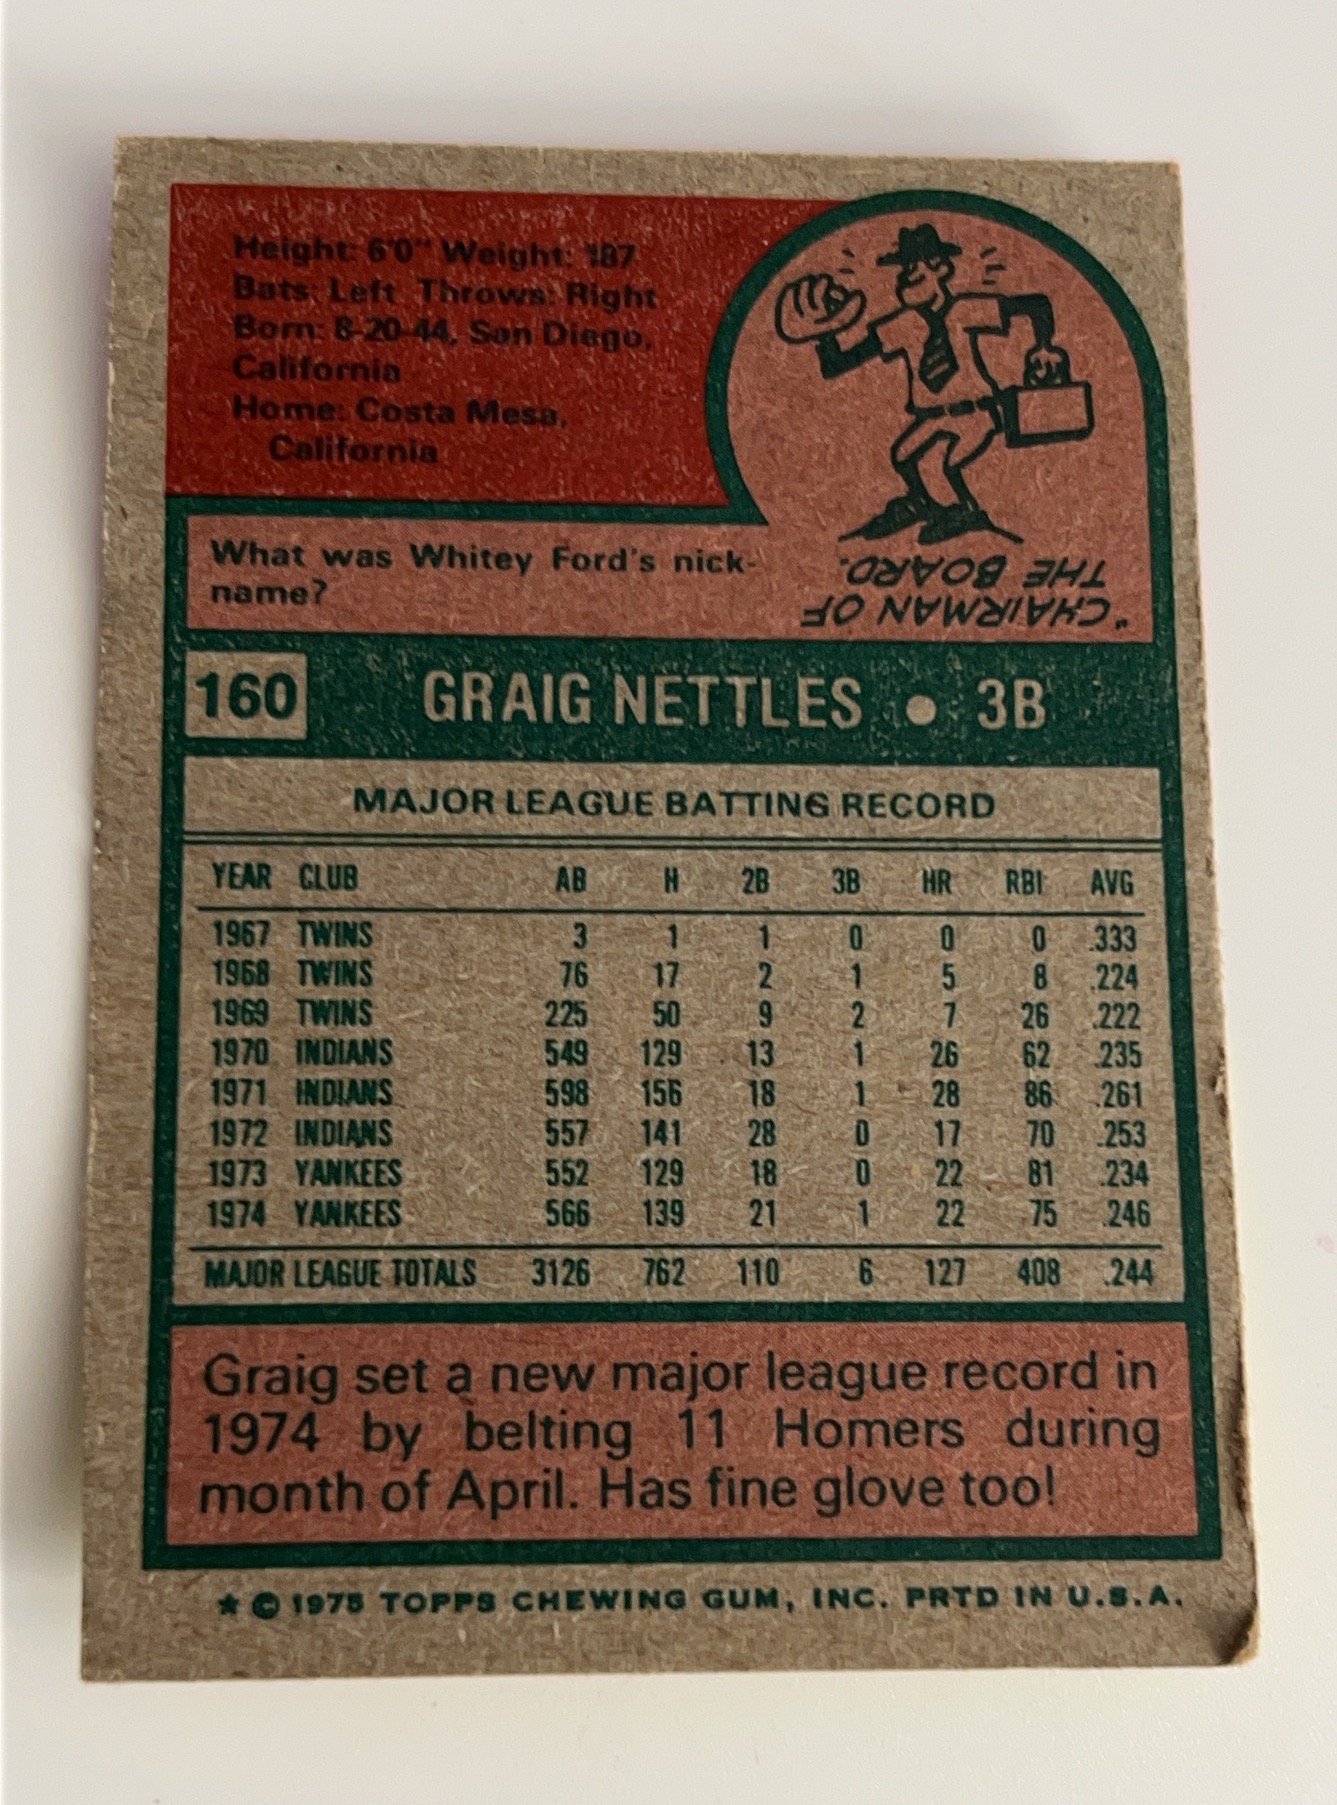 Height: 6'0" Weight: 187
Bats: Left Throws: Right
Born: 8-20-44, San Diego,
California
Home: Costa Mesa,
California
What was Whitey Ford's nick-
name?
"CHAIRMAN OF
THE BOARD."
160 GRAIG NETTLES • 3B
MAJOR LEAGUE BATTING RECORD
YEAR CLUB AB H 2B 3B HR RBI AVG
1967 TWINS 3 1 1 0 0 0 .333
1968 TWINS 76 17 2 1 5 8 .224
1969 TWINS 225 50 9 2 7 26 .222
1970 INDIANS 549 129 13 1 26 62 .235
1971 INDIANS 598 156 18 1 28 86 .261
1972 INDIANS 557 141 28 0 17 70 .253
1973 YANKEES 552 129 18 0 22 81 .234
1974 YANKEES 566 139 21 1 22 75 .246
MAJOR LEAGUE TOTALS 3126 762 110 6 127 408 .244
Graig set a new major league record in
1974 by belting 11 Homers during
month of April. Has fine glove too!
★ © 1975 TOPPS CHEWING GUM, INC. PRTD IN U.S.A.